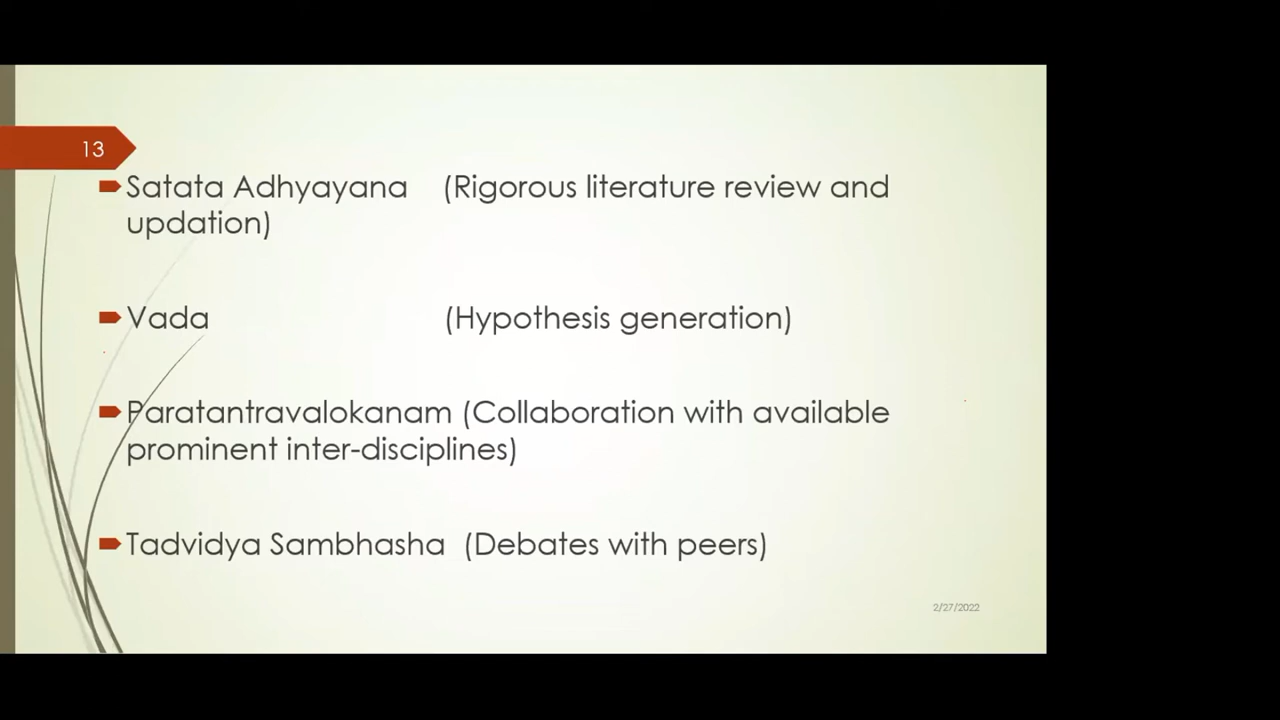 13
Satata Adhyayana (Rigorous literature review and
updation)
Vada (Hypothesis generation)
Paratantravalokanam (Collaboration with available
prominent inter-disciplines)
Tadvidya Sambhasha (Debates with peers)
2/27/2022